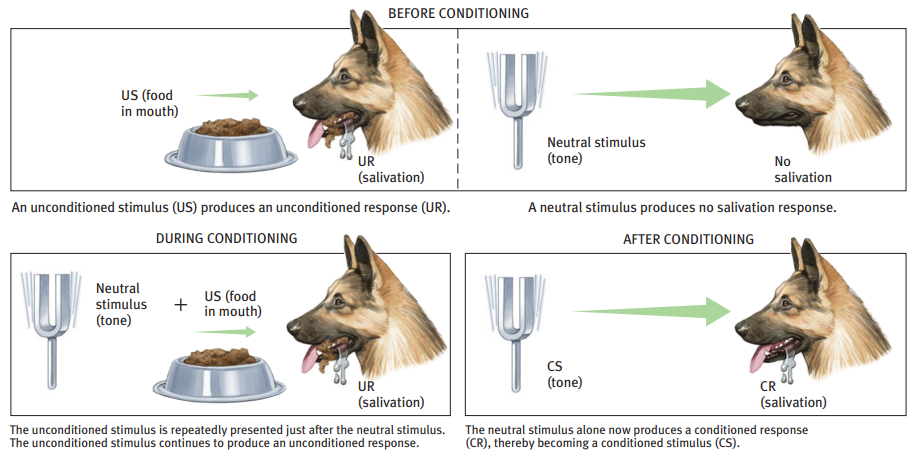 BEFORE CONDITIONING
US (food
in mouth)
UR
(salivation)
Neutral stimulus
(tone)
No
salivation
An unconditioned stimulus (US) produces an unconditioned response (UR).
A neutral stimulus produces no salivation response.
DURING CONDITIONING
Neutral
stimulus
(tone)
+
US (food
in mouth)
UR
(salivation)
The unconditioned stimulus is repeatedly presented just after the neutral stimulus.
The unconditioned stimulus continues to produce an unconditioned response.
AFTER CONDITIONING
CS
(tone)
CR
(salivation)
The neutral stimulus alone now produces a conditioned response
(CR), thereby becoming a conditioned stimulus (CS).